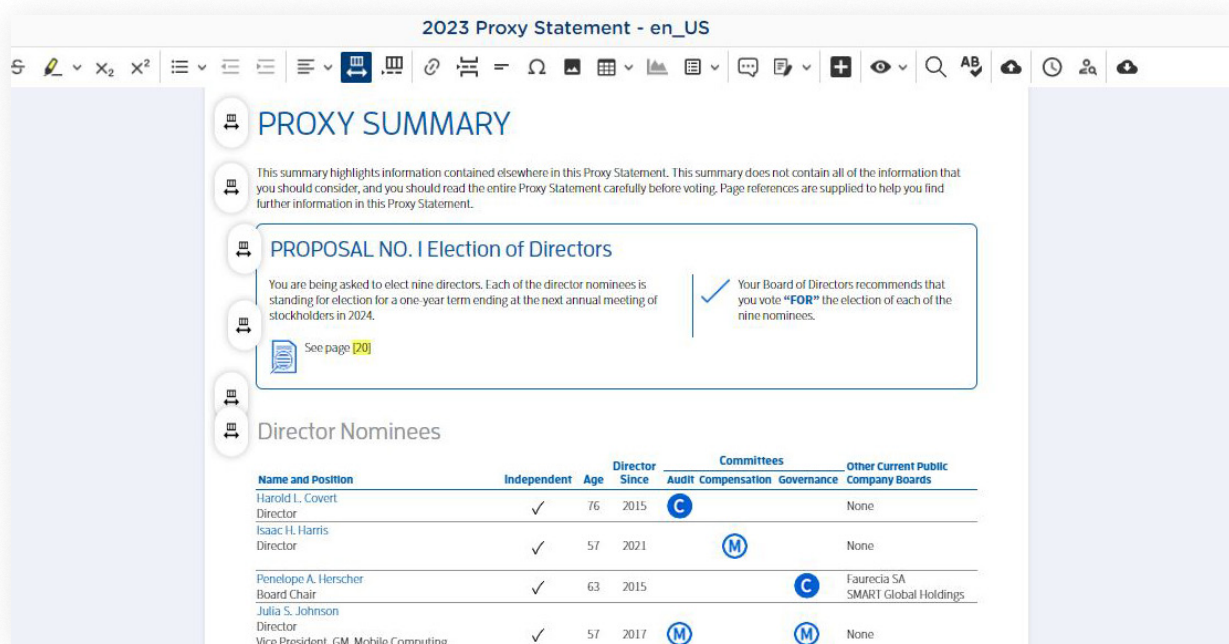 2023 Proxy Statement - en_US
S X₂ X² Ω AB
PROXY SUMMARY
This summary highlights information contained elsewhere in this Proxy Statement. This summary does not contain all of the information that
you should consider, and you should read the entire Proxy Statement carefully before voting. Page references are supplied to help you find
further information in this Proxy Statement.
PROPOSAL NO. 1 Election of Directors
You are being asked to elect nine directors. Each of the director nominees is
standing for election for a one-year term ending at the next annual meeting of
stockholders in 2024.
Your Board of Directors recommends that
you vote “FOR” the election of each of the
nine nominees.
See page [20]
Director Nominees
Committees
Name and Position Independent Age Director Since Audit Compensation Governance Other Current Public Company Boards
Harold L. Covert
Director 76 2015 C None
Isaac H. Harris
Director 57 2021 M None
Penelope A. Herscher
Board Chair 63 2015 C Faurecia SA
SMART Global Holdings
Julia S. Johnson
Director
Vice President, GM, Mobile Computing 57 2017 M M None